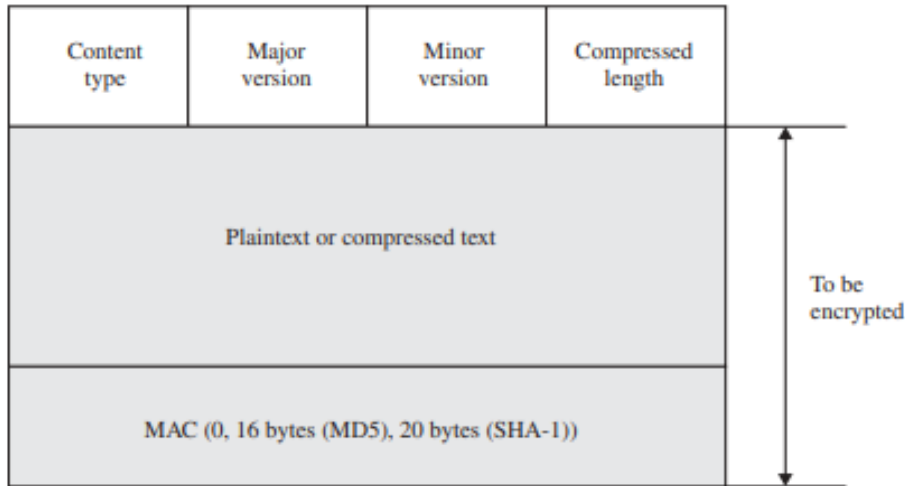 Content
type
Major
version
Minor
version
Compressed
length
Plaintext or compressed text
To be
encrypted
MAC (0, 16 bytes (MD5), 20 bytes (SHA-1))